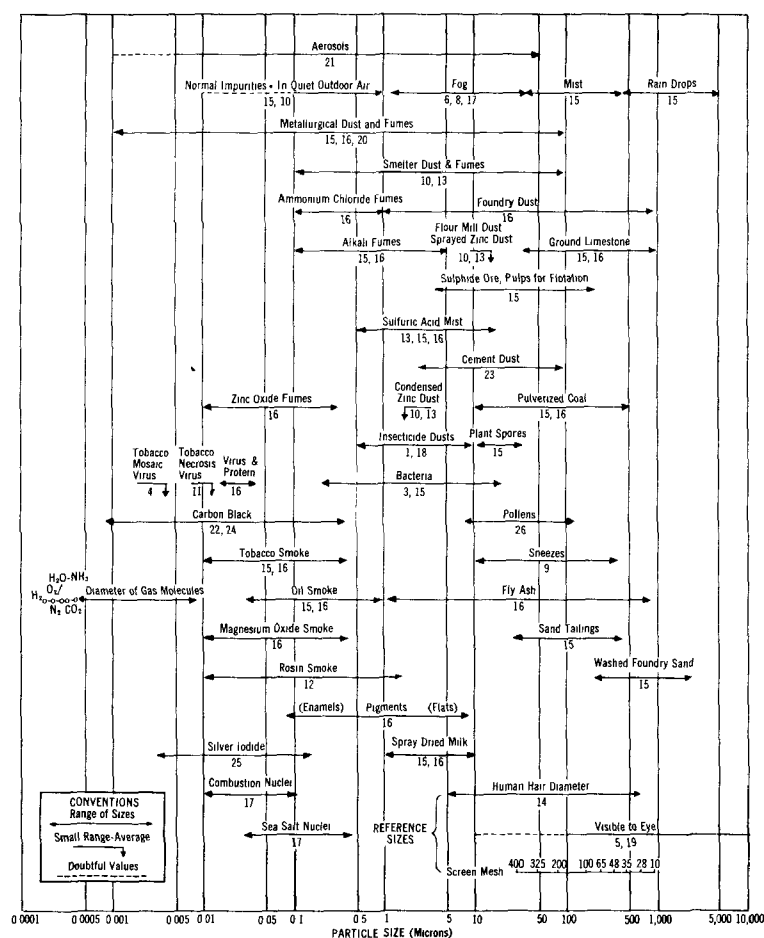 Aerosols
21
Normal Impurities • In Quiet Outdoor Air
15, 10
Fog
6, 8, 17
Mist
15
Rain Drops
15
Metallurgical Dust and Fumes
15, 16, 20
Smelter Dust & Fumes
10, 13
Ammonium Chloride Fumes
16
Foundry Dust
16
Alkali Fumes
15, 16
Flour Mill Dust
Sprayed Zinc Dust
10, 13
Ground Limestone
15, 16
Sulphide Ore, Pulps for Flotation
15
Sulfuric Acid Mist
13, 15, 16
Cement Dust
23
Zinc Oxide Fumes
16
Condensed
Zinc Dust
10, 13
Pulverized Coal
15, 16
Insecticide Dusts
1, 18
Plant Spores
15
Tobacco
Mosaic
Virus
4
Tobacco
Necrosis
Virus
11
Virus &
Protein
16
Bacteria
3, 15
Carbon Black
22, 24
Pollens
26
Tobacco Smoke
15, 16
Sneezes
9
H2O-NH3
O2/
H2
N2 CO2
Diameter of Gas Molecules
Oil Smoke
15, 16
Fly Ash
16
Magnesium Oxide Smoke
16
Sand Tailings
15
Rosin Smoke
12
Washed Foundry Sand
15
(Enamels) Pigments (Flats)
16
Silver Iodide
25
Spray Dried Milk
15, 16
Combustion Nuclei
17
Human Hair Diameter
14
Sea Salt Nuclei
17
REFERENCE
SIZES
Visible to Eye
5, 19
Screen Mesh
400 325 200 100 65 48 35 28 10
CONVENTIONS
Range of Sizes
Small Range-Average
Doubtful Values
0 0001 0 0005 0 001 0 005 0 01 0 05 0 1 0 5 1 5 10 50 100 500 1,000 5,000 10,000
PARTICLE SIZE (Microns)